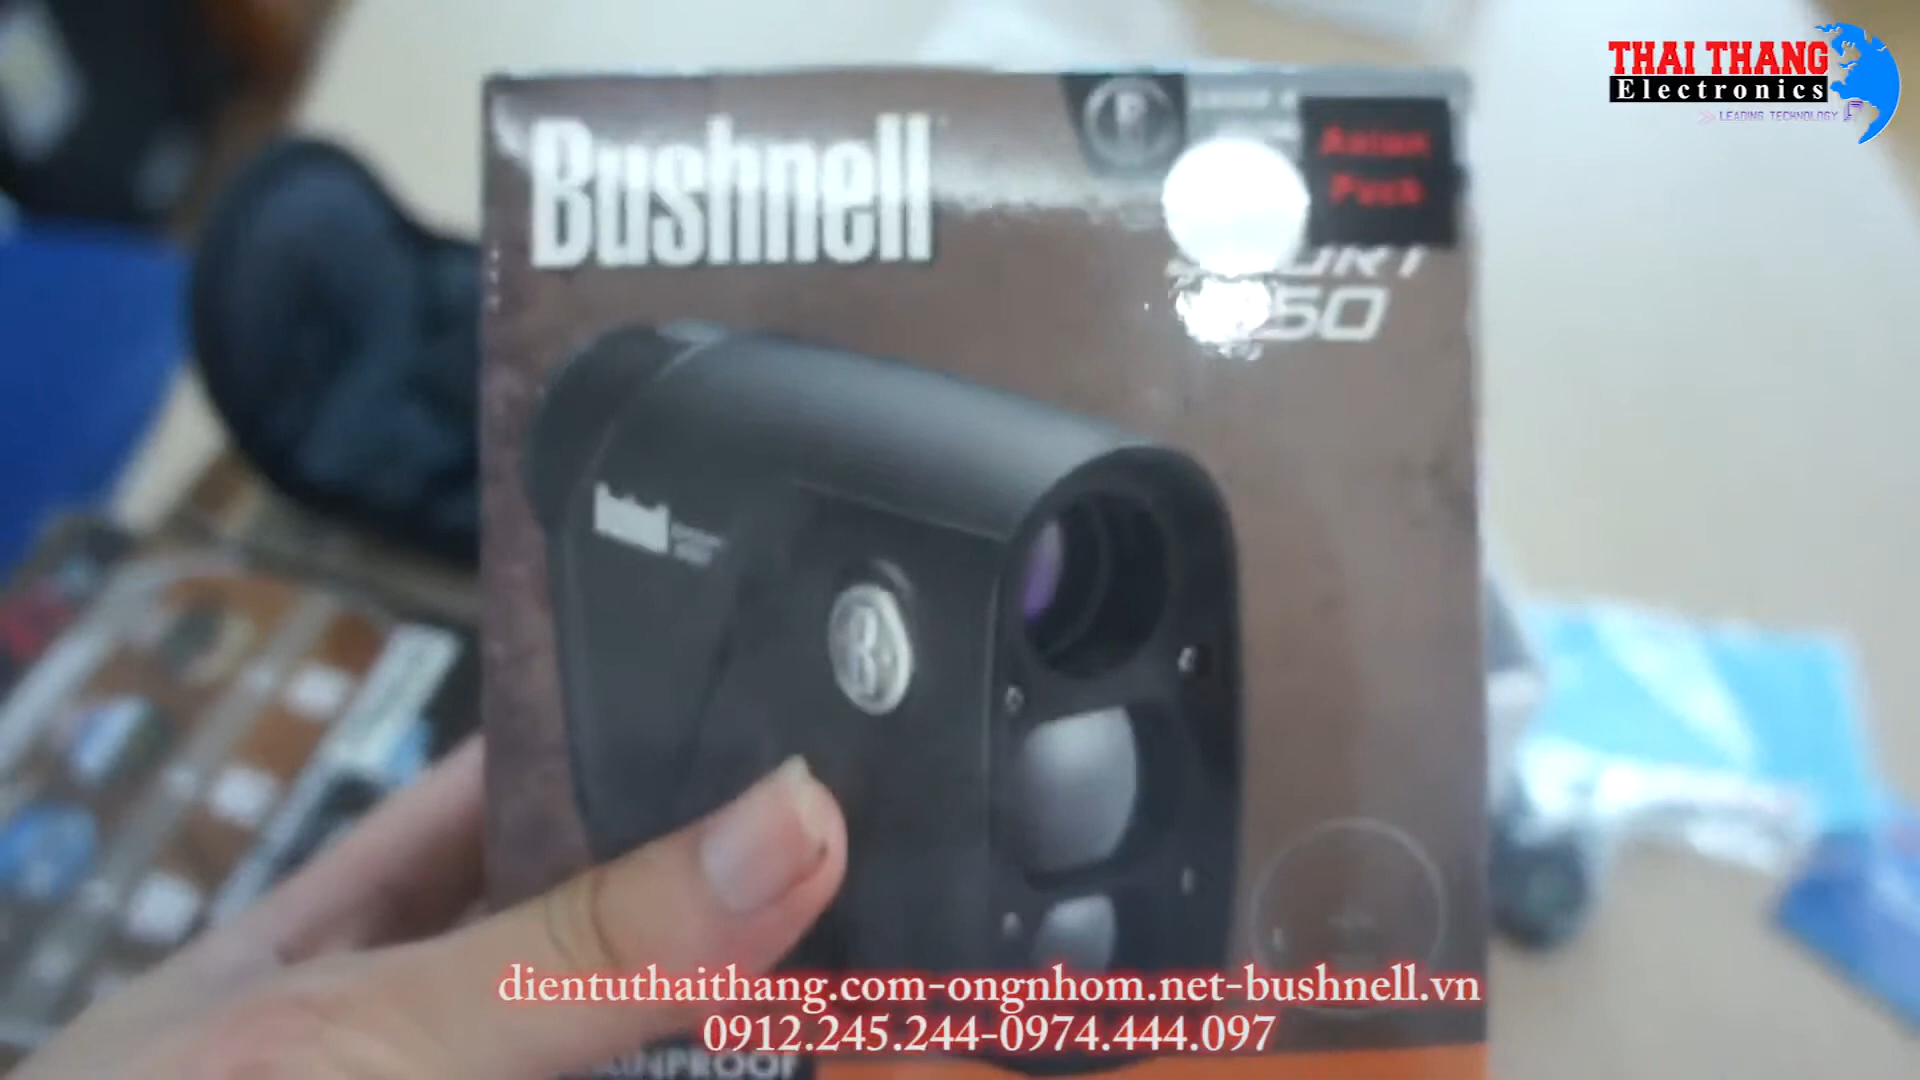 THAI THANG
Electronics
LEADING TECHNOLOGY
Bushnell
Asian
Pack
50
Bushnell
dientuthaithang.com-ongnhom.net-bushnell.vn
0912.245.244-0974.444.097